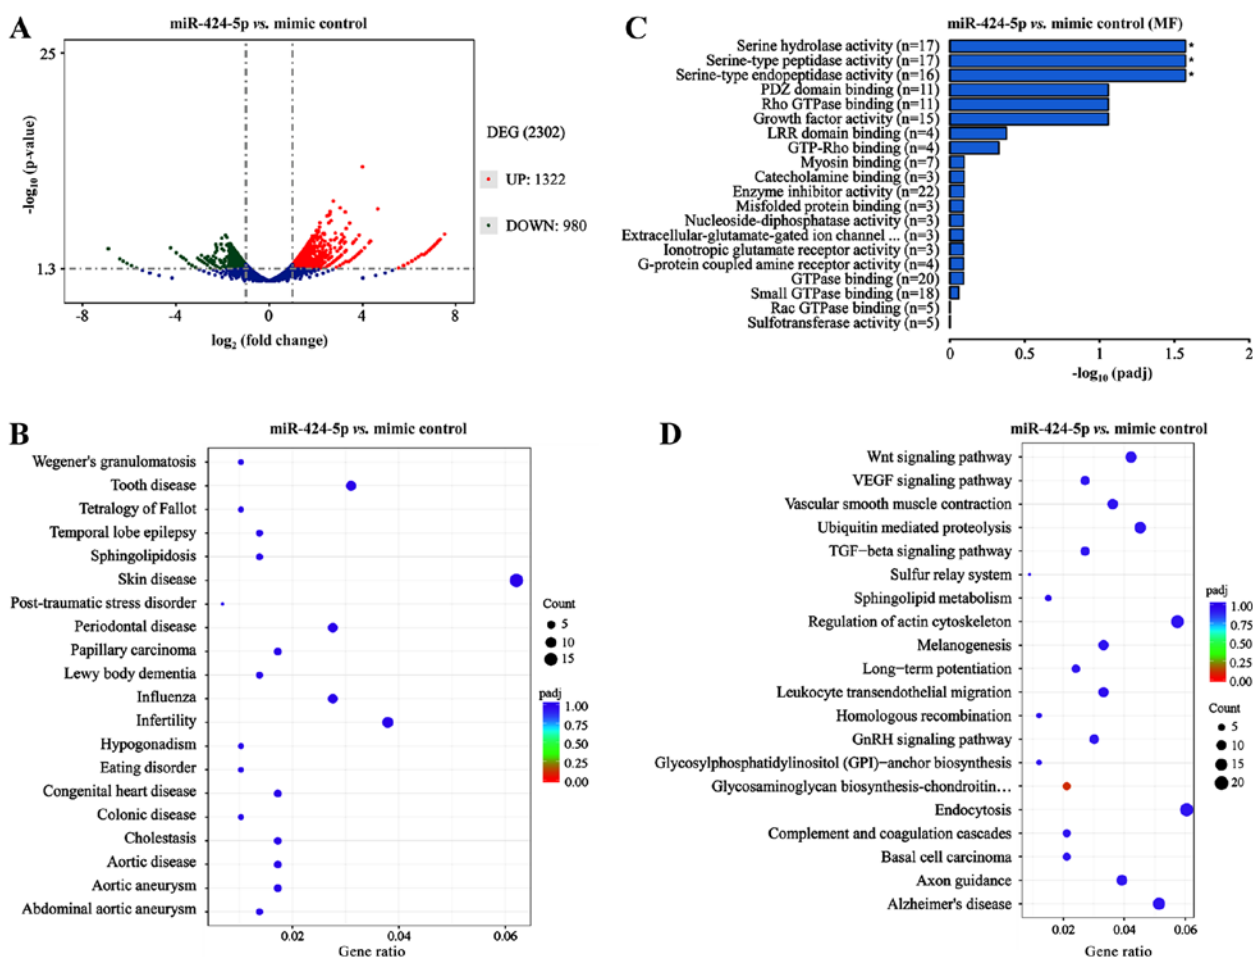 A
miR-424-5p vs. mimic control
25
1.3
-log10 (p-value)
-8
-4
0
4
8
log2 (fold change)
DEG (2302)
UP: 1322
DOWN: 980
C
miR-424-5p vs. mimic control (MF)
Serine hydrolase activity (n=17)
Serine-type peptidase activity (n=17)
Serine-type endopeptidase activity (n=16)
PDZ domain binding (n=11)
Rho GTPase binding (n=11)
Growth factor activity (n=15)
LRR domain binding (n=4)
GTP-Rho binding (n=4)
Myosin binding (n=7)
Catecholamine binding (n=3)
Enzyme inhibitor activity (n=22)
Misfolded protein binding (n=3)
Nucleoside-diphosphatase activity (n=3)
Extracellular-glutamate-gated ion channel ... (n=3)
Ionotropic glutamate receptor activity (n=3)
G-protein coupled amine receptor activity (n=4)
GTPase binding (n=20)
Small GTPase binding (n=18)
Rac GTPase binding (n=5)
Sulfotransferase activity (n=5)
*
*
*
0
0.5
1
1.5
2
-log10 (padj)
B
miR-424-5p vs. mimic control
Wegener's granulomatosis
Tooth disease
Tetralogy of Fallot
Temporal lobe epilepsy
Sphingolipidosis
Skin disease
Post-traumatic stress disorder
Periodontal disease
Papillary carcinoma
Lewy body dementia
Influenza
Infertility
Hypogonadism
Eating disorder
Congenital heart disease
Colonic disease
Cholestasis
Aortic disease
Aortic aneurysm
Abdominal aortic aneurysm
0.02
0.04
0.06
Gene ratio
Count
5
10
15
padj
1.00
0.75
0.50
0.25
0.00
D
miR-424-5p vs. mimic control
Wnt signaling pathway
VEGF signaling pathway
Vascular smooth muscle contraction
Ubiquitin mediated proteolysis
TGF−beta signaling pathway
Sulfur relay system
Sphingolipid metabolism
Regulation of actin cytoskeleton
Melanogenesis
Long−term potentiation
Leukocyte transendothelial migration
Homologous recombination
GnRH signaling pathway
Glycosylphosphatidylinositol (GPI)−anchor biosynthesis
Glycosaminoglycan biosynthesis-chondroitin…
Endocytosis
Complement and coagulation cascades
Basal cell carcinoma
Axon guidance
Alzheimer's disease
0.02
0.04
0.06
Gene ratio
padj
1.00
0.75
0.50
0.25
0.00
Count
5
10
15
20